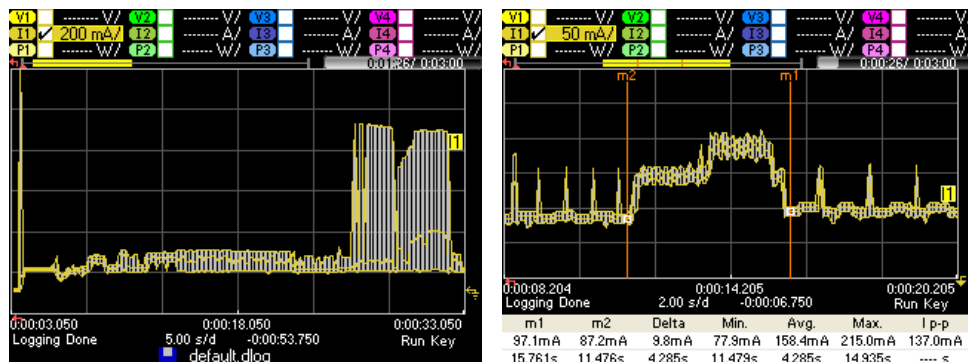 V1 ----- V/ V2 ----- V/ V3 ----- V/ V4 ----- V/
I1 200 mA/ I2 ----- A/ I3 ----- A/ I4 ----- A/
P1 ----- W/ P2 ----- W/ P3 ----- W/ P4 ----- W/
0:01:26/ 0:03:00
I1
0:00:03.050 0:00:18.050 0:00:33.050
Logging Done 5.00 s/d -0:00:53.750 Run Key
default.dlog
V1 ----- V/ V2 ----- V/ V3 ----- V/ V4 ----- V/
I1 50 mA/ I2 ----- A/ I3 ----- A/ I4 ----- A/
P1 ----- W/ P2 ----- W/ P3 ----- W/ P4 ----- W/
0:00:26/ 0:03:00
m2 m1
I1
0:00:08.204 0:00:14.205 0:00:20.205
Logging Done 2.00 s/d -0:00:06.750 Run Key
m1 m2 Delta Min. Avg. Max. I p-p
97.1mA 87.2mA 9.8mA 77.9mA 158.4mA 215.0mA 137.0mA
15.761s 11.476s 4.285s 11.479s 4.285s 14.935s ---- s